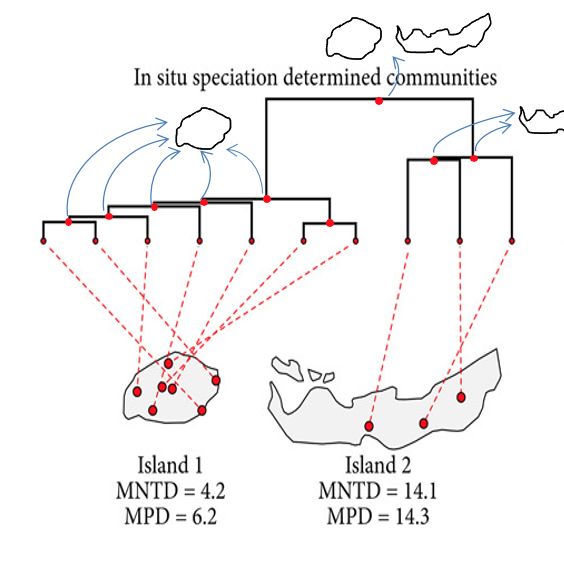 In situ speciation determined communities
Island 1
MNTD = 4.2
MPD = 6.2
Island 2
MNTD = 14.1
MPD = 14.3